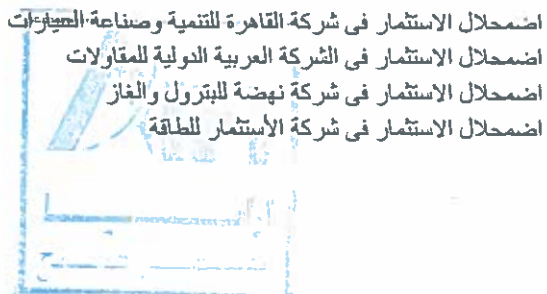 اضمحلال الاستثمار فى شركة القاهرة للتنمية وصناعة السيارات
اضمحلال الاستثمار فى الشركة العربية الدولية للمقاولات
اضمحلال الاستثمار فى شركة نهضة للبترول والغاز
اضمحلال الاستثمار فى شركة الأستثمار للطاقة